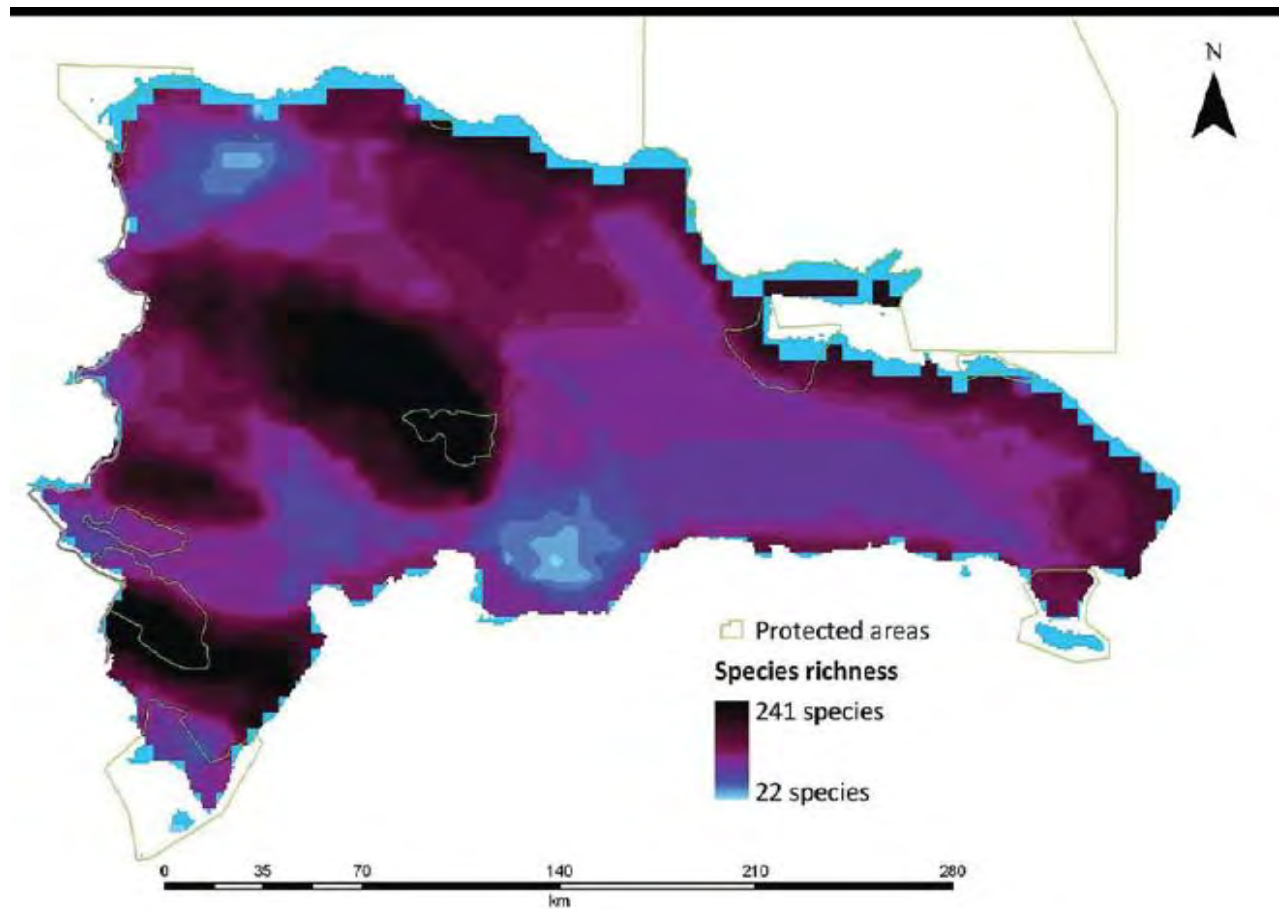 N
Protected areas
Species richness
241 species
22 species
0 35 70 140 210 280
km